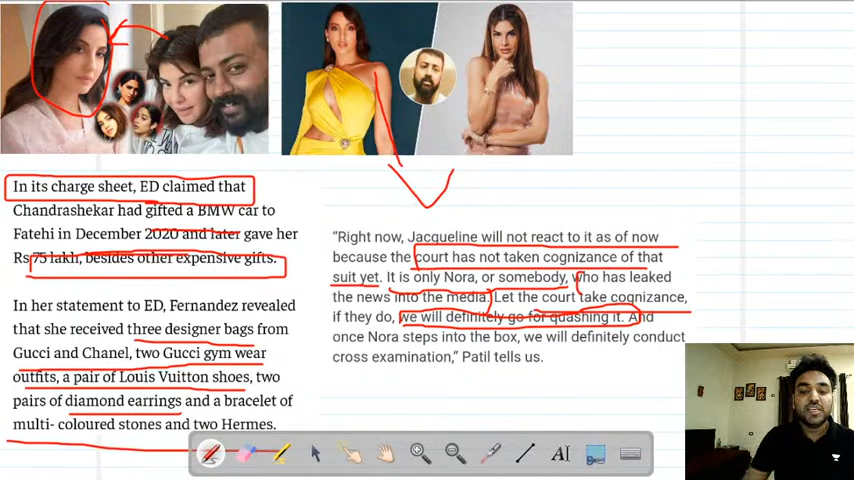 In its charge sheet, ED claimed that
Chandrashekar had gifted a BMW car to
Fatehi in December 2020 and later gave her
Rs 75 lakh, besides other expensive gifts.
In her statement to ED, Fernandez revealed
that she received three designer bags from
Gucci and Chanel, two Gucci gym wear
outfits, a pair of Louis Vuitton shoes, two
pairs of diamond earrings and a bracelet of
multi- coloured stones and two Hermes.
“Right now, Jacqueline will not react to it as of now
because the court has not taken cognizance of that
suit yet. It is only Nora, or somebody, who has leaked
the news into the media. Let the court take cognizance,
if they do, we will definitely go for quashing it. And
once Nora steps into the box, we will definitely conduct
cross examination,” Patil tells us.
AI